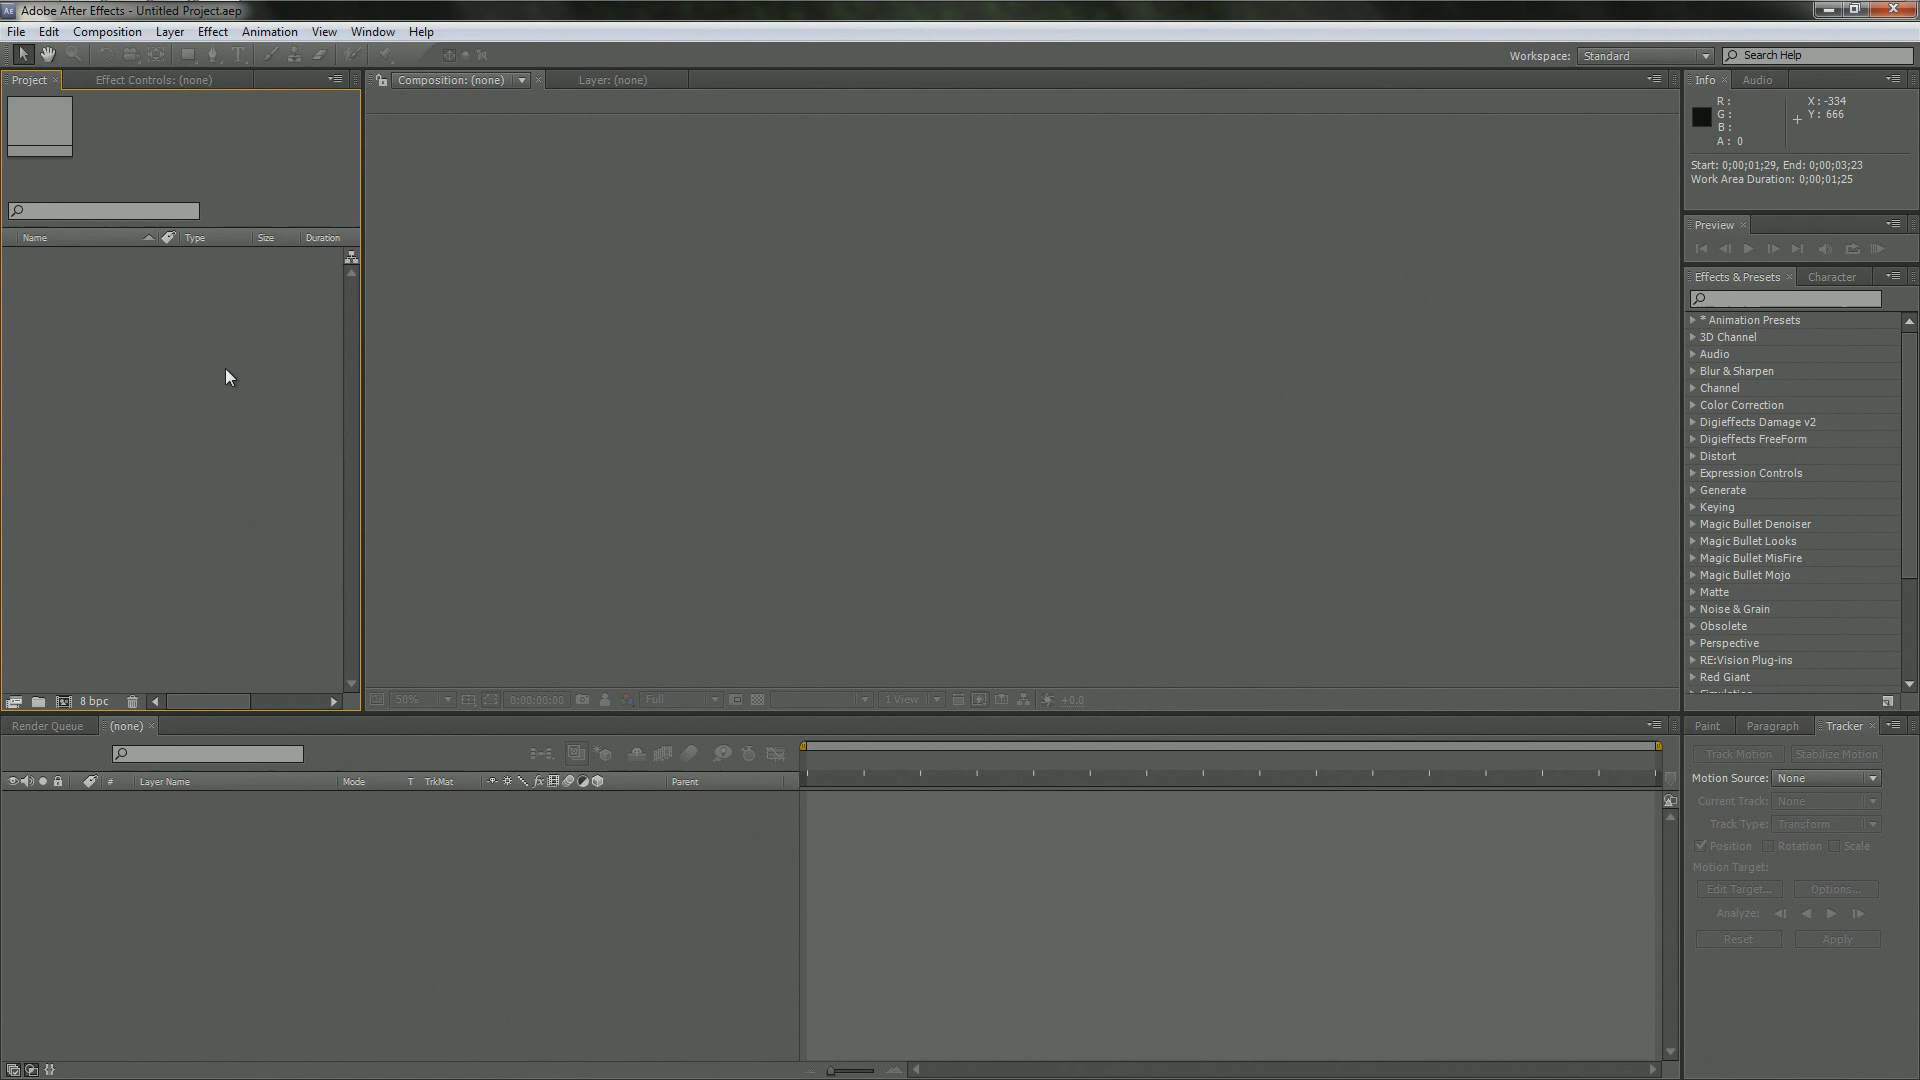 Adobe After Effects - Untitled Project.aep
File Edit Composition Layer Effect Animation View Window Help
Workspace: Standard Search Help
Project Effect Controls: (none)
Composition: (none) Layer: (none)
Info Audio
R :
G :
B :
A : 0
X : -334
Y : 666
Start: 0;00;01;29, End: 0;00;03;23
Work Area Duration: 0;00;01;25
Preview
Name Type Size Duration
Effects & Presets Character
* Animation Presets
3D Channel
Audio
Blur & Sharpen
Channel
Color Correction
Digieffects Damage v2
Digieffects FreeForm
Distort
Expression Controls
Generate
Keying
Magic Bullet Denoiser
Magic Bullet Looks
Magic Bullet MisFire
Magic Bullet Mojo
Matte
Noise & Grain
Obsolete
Perspective
RE:Vision Plug-ins
Red Giant
8 bpc
50% 0:00:00:00 Full 1 View +0.0
Render Queue (none)
# Layer Name Mode T TrkMat fx Parent
Paint Paragraph Tracker
Track Motion Stabilize Motion
Motion Source: None
Current Track: None
Track Type: Transform
Position Rotation Scale
Motion Target:
Edit Target... Options...
Analyze:
Reset Apply